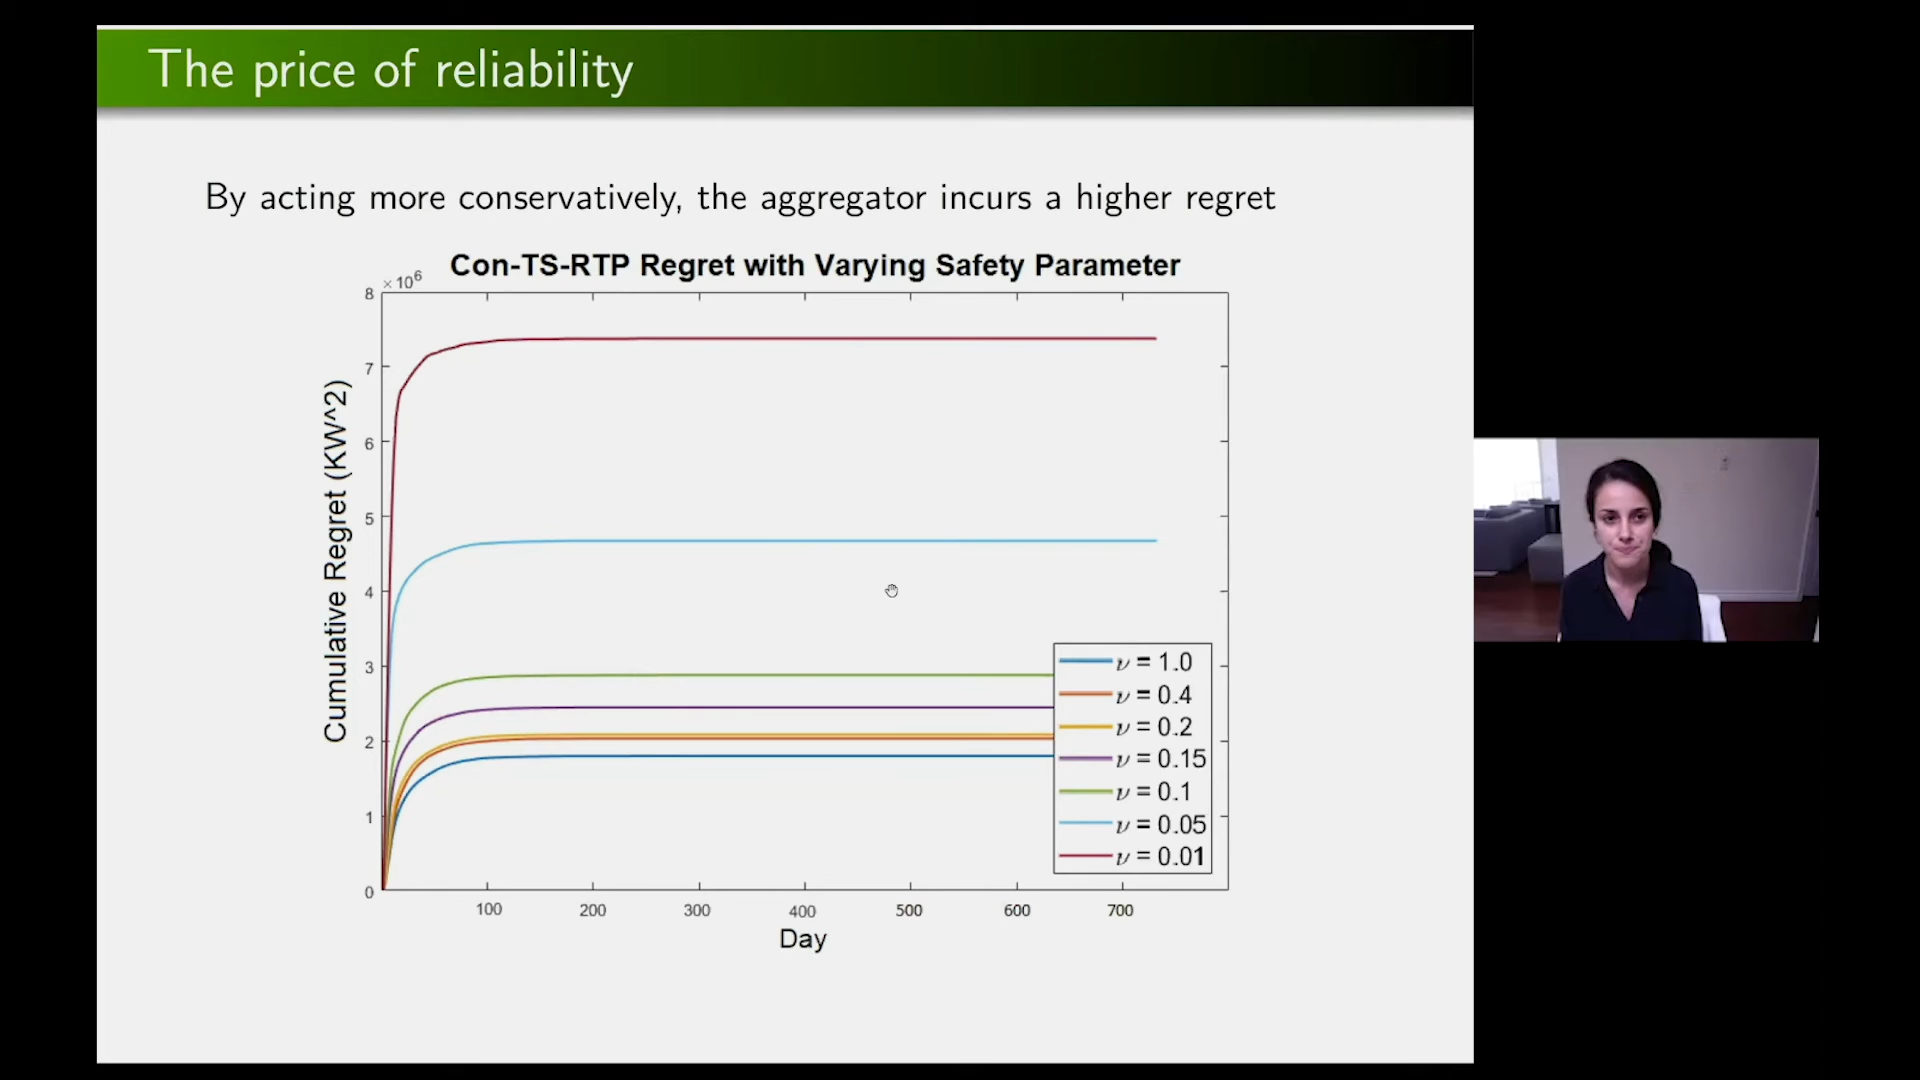 The price of reliability
By acting more conservatively, the aggregator incurs a higher regret
Con-TS-RTP Regret with Varying Safety Parameter
×10^6
8
7
6
5
4
3
2
1
0
Cumulative Regret (KW^2)
100 200 300 400 500 600 700
Day
ν = 1.0
ν = 0.4
ν = 0.2
ν = 0.15
ν = 0.1
ν = 0.05
ν = 0.01